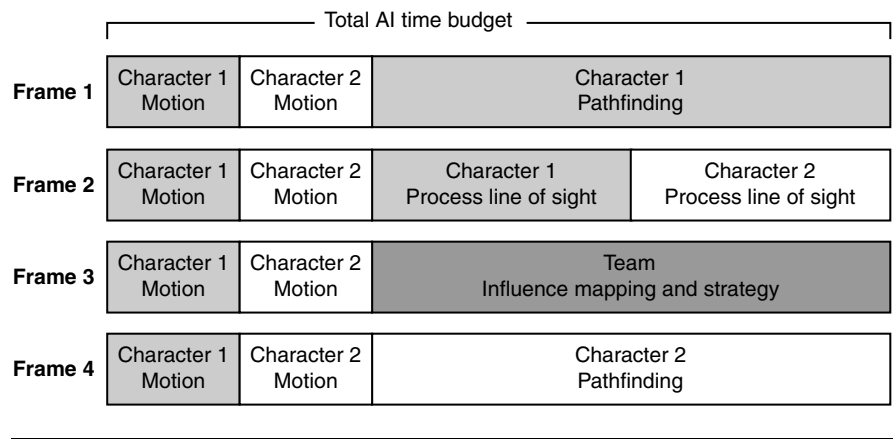 Total AI time budget
Frame 1
Character 1
Motion
Character 2
Motion
Character 1
Pathfinding
Frame 2
Character 1
Motion
Character 2
Motion
Character 1
Process line of sight
Character 2
Process line of sight
Frame 3
Character 1
Motion
Character 2
Motion
Team
Influence mapping and strategy
Frame 4
Character 1
Motion
Character 2
Motion
Character 2
Pathfinding